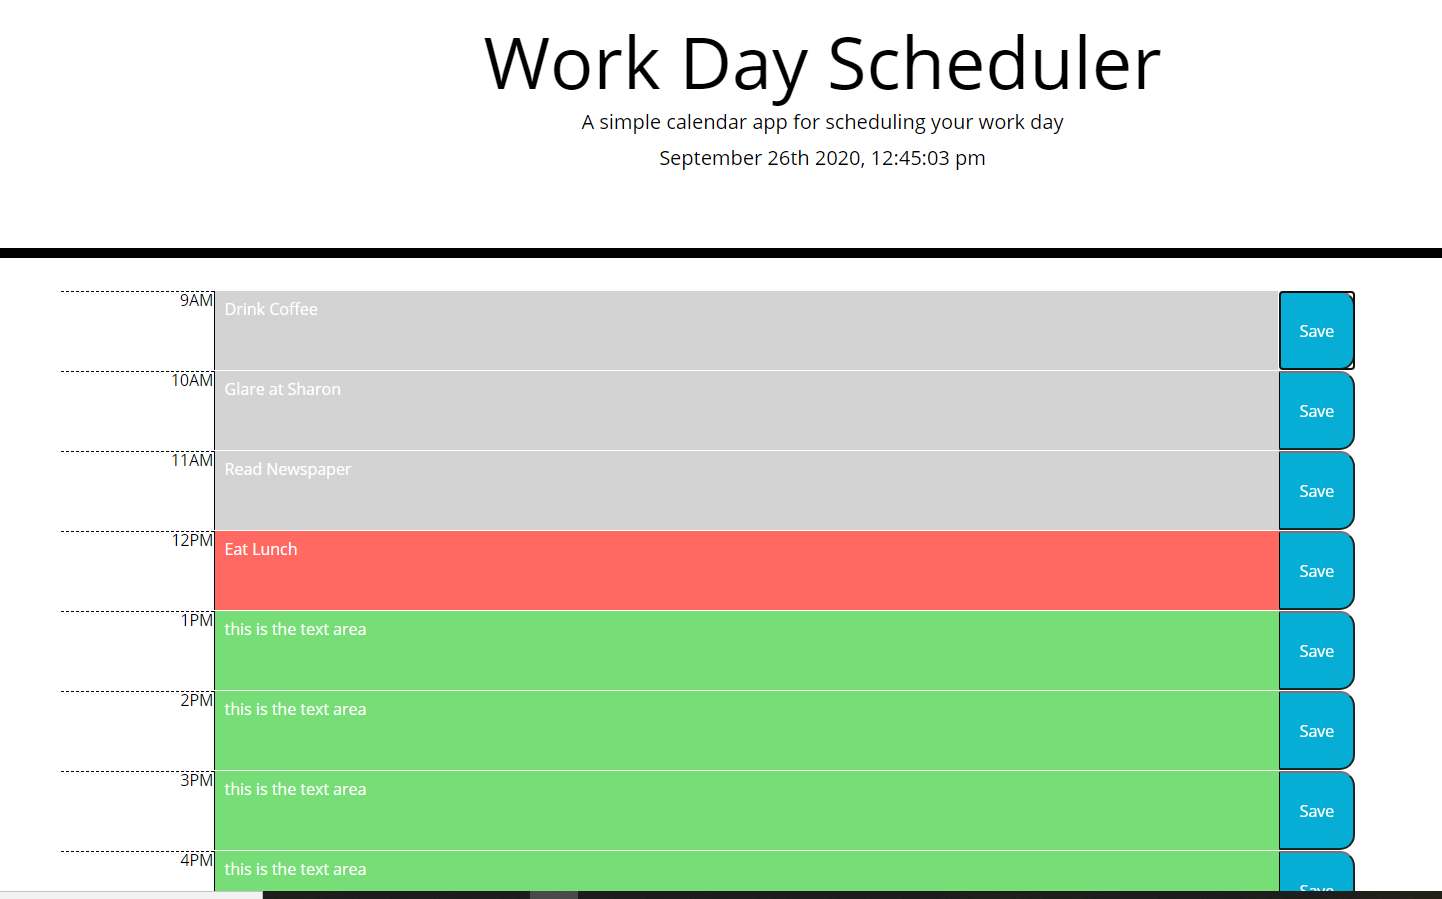 Work Day Scheduler
A simple calendar app for scheduling your work day
September 26th 2020, 12:45:03 pm
9AM Drink Coffee Save
10AM Glare at Sharon Save
11AM Read Newspaper Save
12PM Eat Lunch Save
1PM this is the text area Save
2PM this is the text area Save
3PM this is the text area Save
4PM this is the text area Save